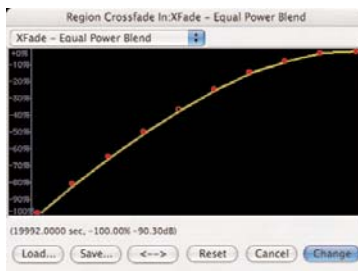 Region Crossfade In:XFade – Equal Power Blend
XFade – Equal Power Blend
+0%
-10%
-20%
-30%
-40%
-50%
-60%
-70%
-80%
-90%
-100%
(19992.0000 sec, -100.00% -90.30dB)
Load... Save... <--> Reset Cancel Change